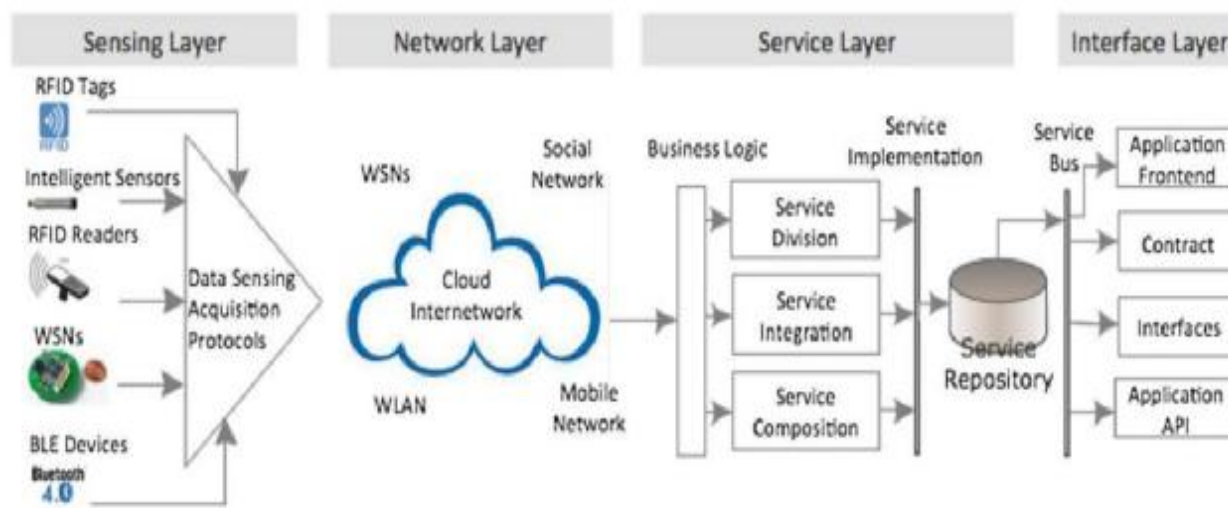 Sensing Layer
Network Layer
Service Layer
Interface Layer
RFID Tags
RFID
Intelligent Sensors
RFID Readers
WSNs
BLE Devices
Bluetooth
4.0
Data Sensing
Acquisition
Protocols
WSNs
Social
Network
Cloud
Internetwork
WLAN
Mobile
Network
Business Logic
Service
Division
Service
Integration
Service
Composition
Service
Implementation
Service
Repository
Service
Bus
Application
Frontend
Contract
Interfaces
Application
API